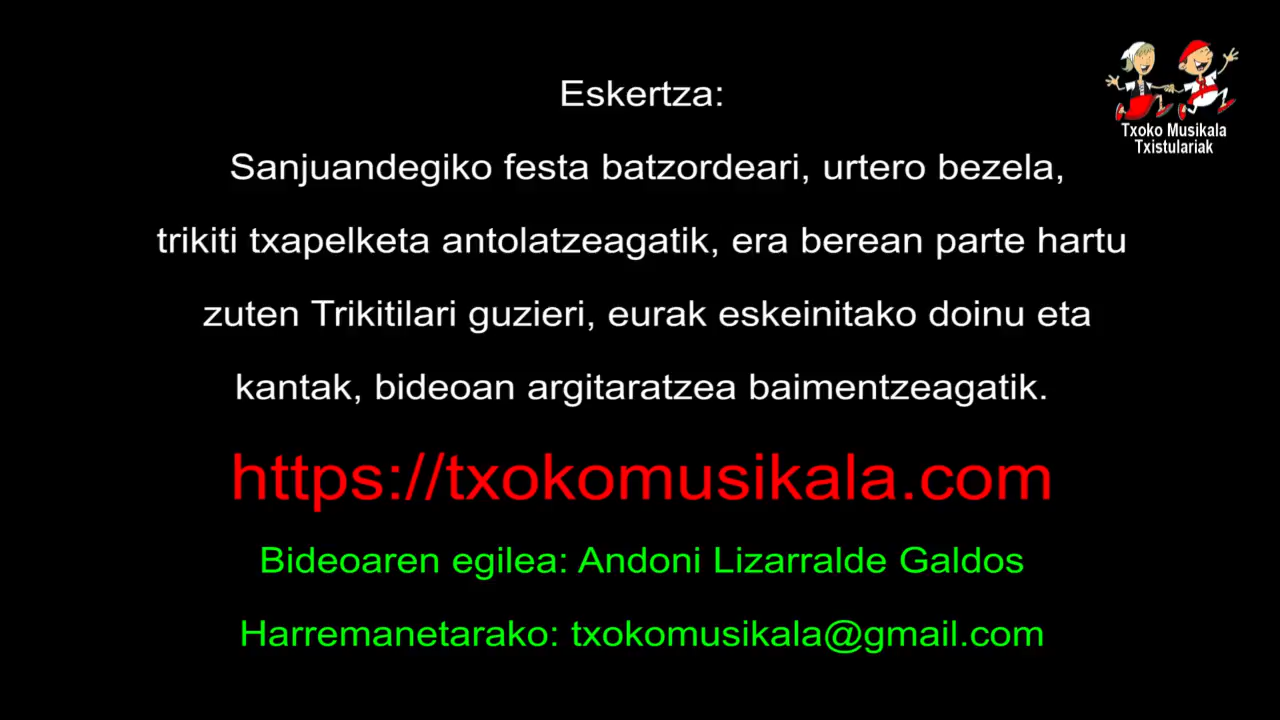 Eskertza:
Sanjuandegiko festa batzordeari, urtero bezela,
trikiti txapelketa antolatzeagatik, era berean parte hartu
zuten Trikitilari guzieri, eurak eskeinitako doinu eta
kantak, bideoan argitaratzea baimentzeagatik.
https://txokomusikala.com
Bideoaren egilea: Andoni Lizarralde Galdos
Harremanetarako: txokomusikala@gmail.com
Txoko Musikala
Txistulariak